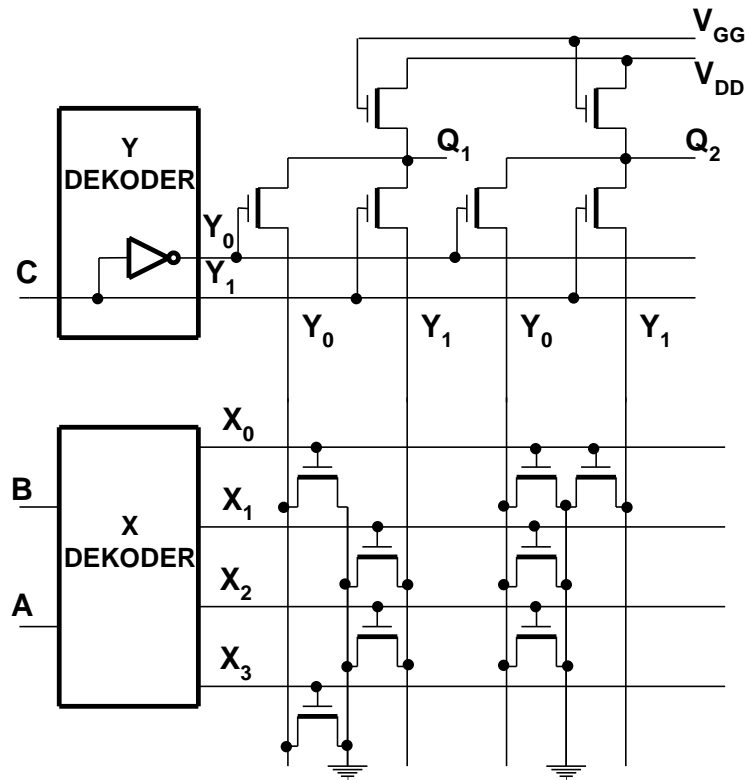 V_GG
V_DD
Y
DEKODER
Q_1
Q_2
Y_0
Y_1
C
Y_0
Y_1
Y_0
Y_1
X_0
B
X_1
X
DEKODER
X_2
A
X_3